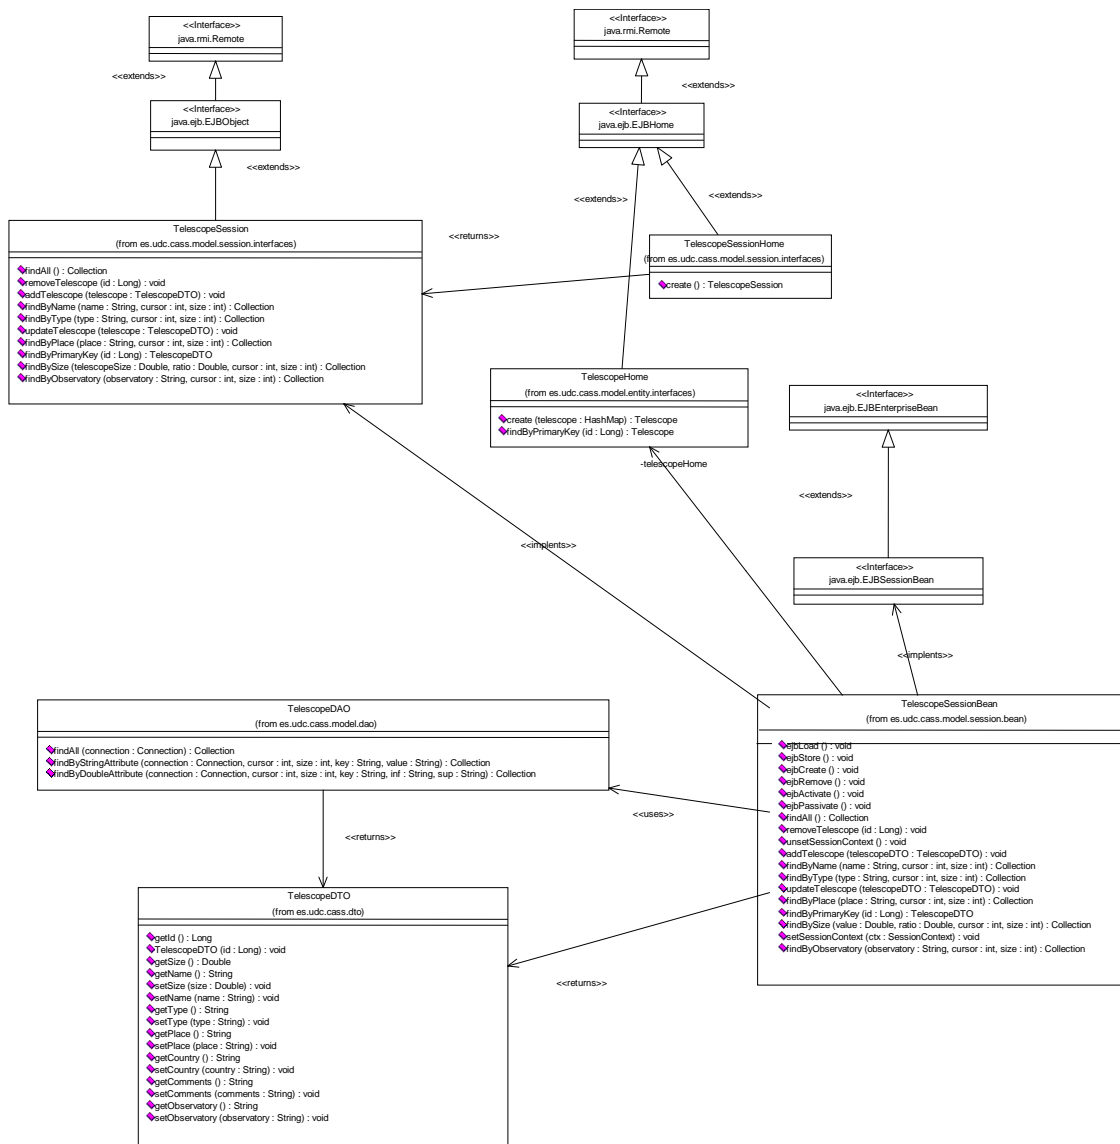 <<Interface>>
java.rmi.Remote
<<extends>>
<<Interface>>
java.ejb.EJBObject
<<extends>>
<<Interface>>
java.rmi.Remote
<<extends>>
<<Interface>>
java.ejb.EJBHome
<<extends>>
<<extends>>
TelescopeSession
(from es.udc.cass.model.session.interfaces)
findAll () : Collection
removeTelescope (id : Long) : void
addTelescope (telescope : TelescopeDTO) : void
findByName (name : String, cursor : int, size : int) : Collection
findByType (type : String, cursor : int, size : int) : Collection
updateTelescope (telescope : TelescopeDTO) : void
findByPlace (place : String, cursor : int, size : int) : Collection
findByPrimaryKey (id : Long) : TelescopeDTO
findBySize (telescopeSize : Double, ratio : Double, cursor : int, size : int) : Collection
findByObservatory (observatory : String, cursor : int, size : int) : Collection
<<returns>>
TelescopeSessionHome
(from es.udc.cass.model.session.interfaces)
create () : TelescopeSession
TelescopeHome
(from es.udc.cass.model.entity.interfaces)
create (telescope : HashMap) : Telescope
findByPrimaryKey (id : Long) : Telescope
-telescopeHome
<<Interface>>
java.ejb.EJBEnterpriseBean
<<extends>>
<<implents>>
<<Interface>>
java.ejb.EJBSessionBean
<<implents>>
TelescopeDAO
(from es.udc.cass.model.dao)
findAll (connection : Connection) : Collection
findByStringAttribute (connection : Connection, cursor : int, size : int, key : String, value : String) : Collection
findByDoubleAttribute (connection : Connection, cursor : int, size : int, key : String, inf : String, sup : String) : Collection
<<uses>>
<<returns>>
TelescopeSessionBean
(from es.udc.cass.model.session.bean)
ejbLoad () : void
ejbStore () : void
ejbCreate () : void
ejbRemove () : void
ejbActivate () : void
ejbPassivate () : void
findAll () : Collection
removeTelescope (id : Long) : void
unsetSessionContext () : void
addTelescope (telescopeDTO : TelescopeDTO) : void
findByName (name : String, cursor : int, size : int) : Collection
findByType (type : String, cursor : int, size : int) : Collection
updateTelescope (telescopeDTO : TelescopeDTO) : void
findByPlace (place : String, cursor : int, size : int) : Collection
findByPrimaryKey (id : Long) : TelescopeDTO
findBySize (value : Double, ratio : Double, cursor : int, size : int) : Collection
setSessionContext (ctx : SessionContext) : void
findByObservatory (observatory : String, cursor : int, size : int) : Collection
<<returns>>
TelescopeDTO
(from es.udc.cass.dto)
getId () : Long
TelescopeDTO (id : Long) : void
getSize () : Double
getName () : String
setSize (size : Double) : void
setName (name : String) : void
getType () : String
setType (type : String) : void
getPlace () : String
setPlace (place : String) : void
getCountry () : String
setCountry (country : String) : void
getComments () : String
setComments (comments : String) : void
getObservatory () : String
setObservatory (observatory : String) : void